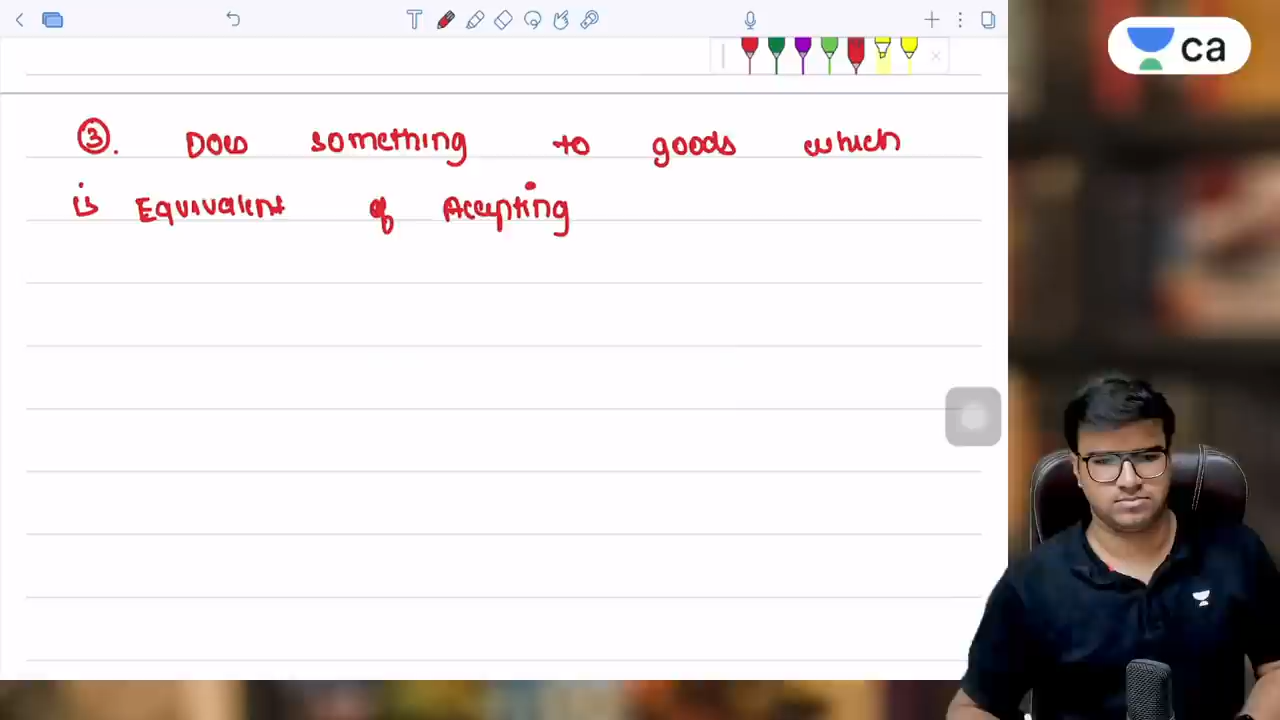 ca
③. Does something to goods which
is Equivalent of Accepting